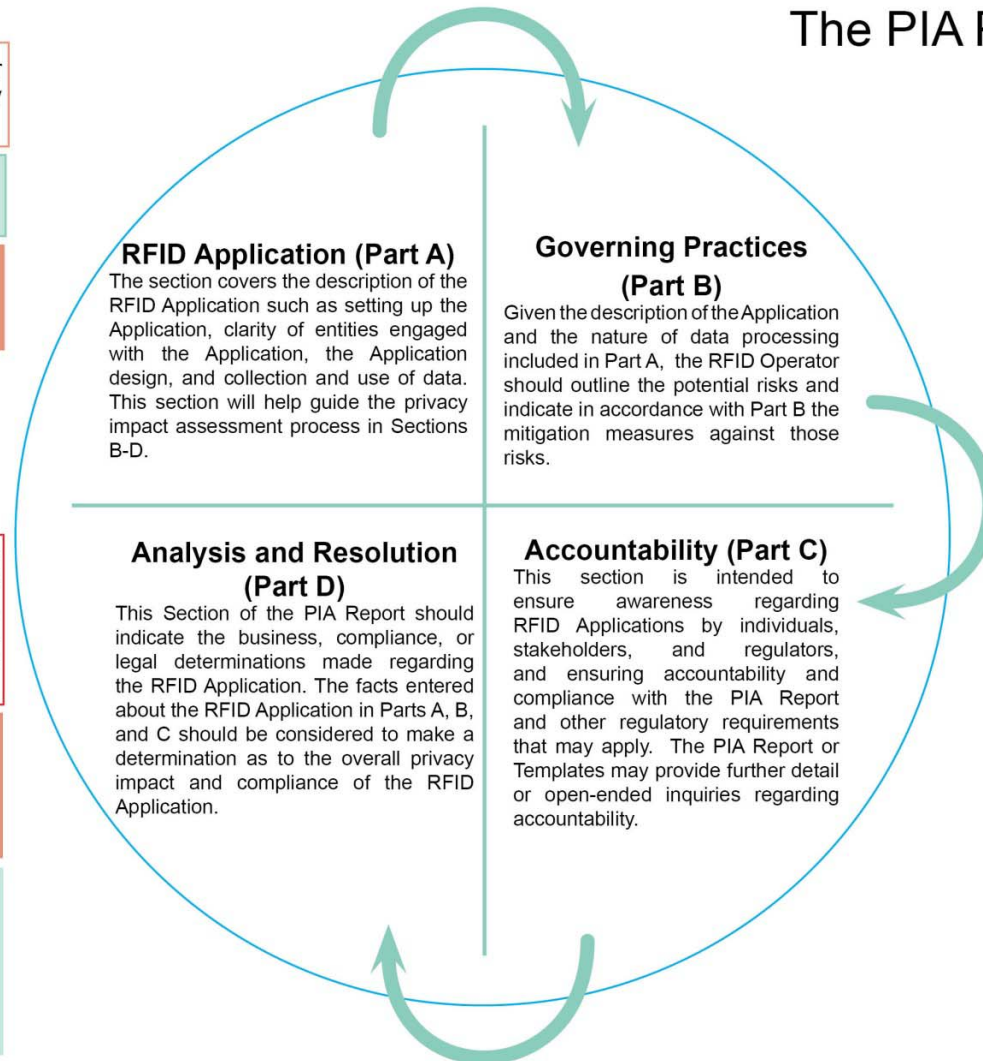 The PIA
RFID Application (Part A)
The section covers the description of the
RFID Application such as setting up the
Application, clarity of entities engaged
with the Application, the Application
design, and collection and use of data.
This section will help guide the privacy
impact assessment process in Sections
B-D.
Governing Practices
(Part B)
Given the description of the Application
and the nature of data processing
included in Part A, the RFID Operator
should outline the potential risks and
indicate in accordance with Part B the
mitigation measures against those
risks.
Analysis and Resolution
(Part D)
This Section of the PIA Report should
indicate the business, compliance, or
legal determinations made regarding
the RFID Application. The facts entered
about the RFID Application in Parts A, B,
and C should be considered to make a
determination as to the overall privacy
impact and compliance of the RFID
Application.
Accountability (Part C)
This section is intended to
ensure awareness regarding
RFID Applications by individuals,
stakeholders, and regulators,
and ensuring accountability and
compliance with the PIA Report
and other regulatory requirements
that may apply. The PIA Report or
Templates may provide further detail
or open-ended inquiries regarding
accountability.